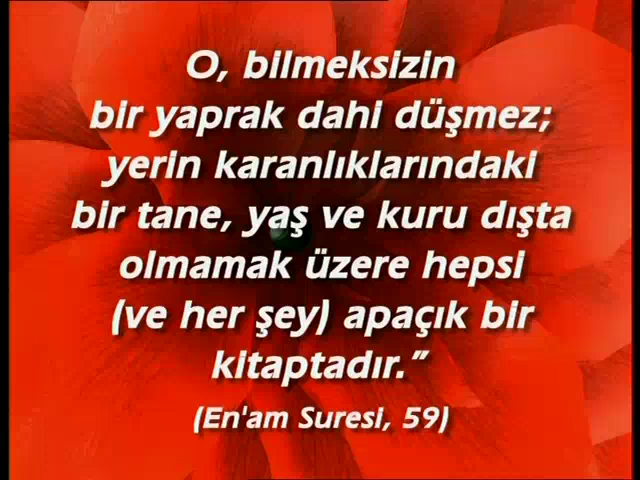 O, bilmeksizin
bir yaprak dahi düşmez;
yerin karanlıklarındaki
bir tane, yaş ve kuru dışta
olmamak üzere hepsi
(ve her şey) apaçık bir
kitaptadır.”
(En'am Suresi, 59)